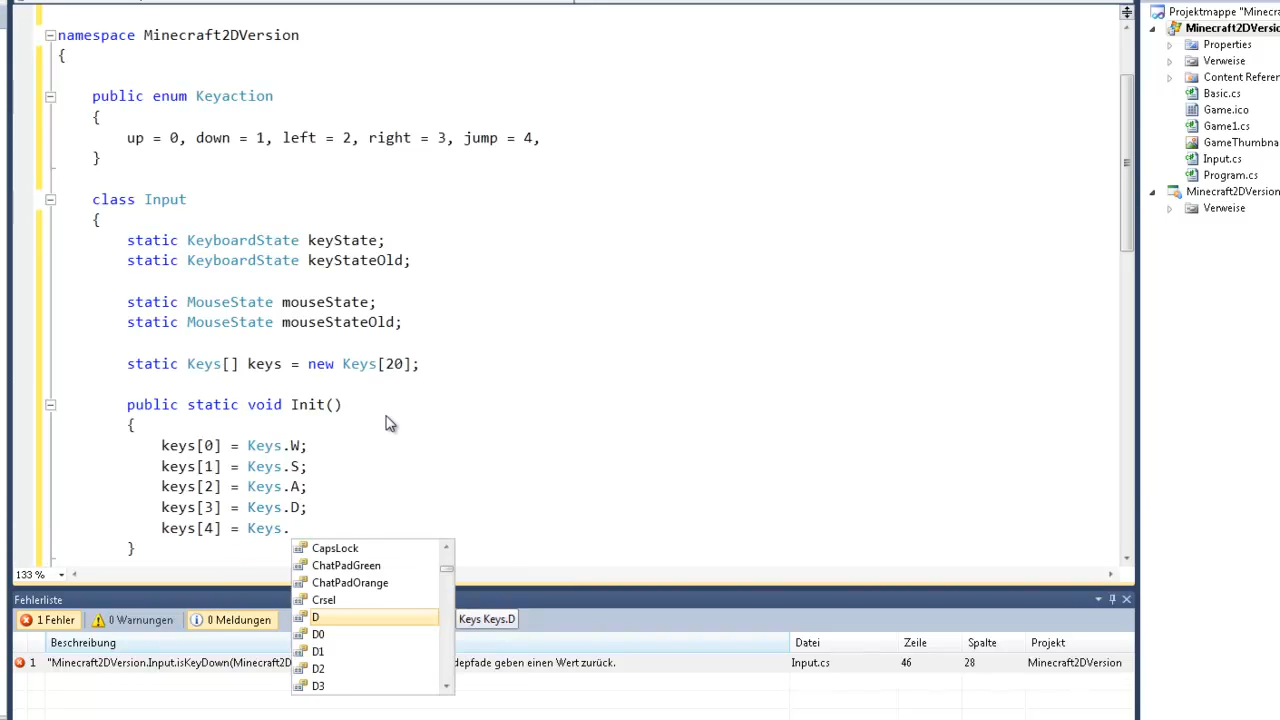 Projektmappe "Minecr
namespace Minecraft2DVersion
Minecraft2DVersio
{
Properties
Verweise
Content Referen
public enum Keyaction
Basic.cs
{
Game.ico
up = 0, down = 1, left = 2, right = 3, jump = 4,
Game1.cs
}
GameThumbna
Input.cs
Program.cs
class Input
Minecraft2DVersion
{
Verweise
static KeyboardState keyState;
static KeyboardState keyStateOld;
static MouseState mouseState;
static MouseState mouseStateOld;
static Keys[] keys = new Keys[20];
public static void Init()
{
keys[0] = Keys.W;
keys[1] = Keys.S;
keys[2] = Keys.A;
keys[3] = Keys.D;
keys[4] = Keys.
}
CapsLock
ChatPadGreen
ChatPadOrange
Crsel
D
D0
D1
D2
D3
Keys Keys.D
133 %
Fehlerliste
1 Fehler
0 Warnungen
0 Meldungen
Beschreibung
Datei
Zeile
Spalte
Projekt
1
"Minecraft2DVersion.Input.isKeyDown(Minecraft2D
depfade geben einen Wert zurück.
Input.cs
46
28
Minecraft2DVersion